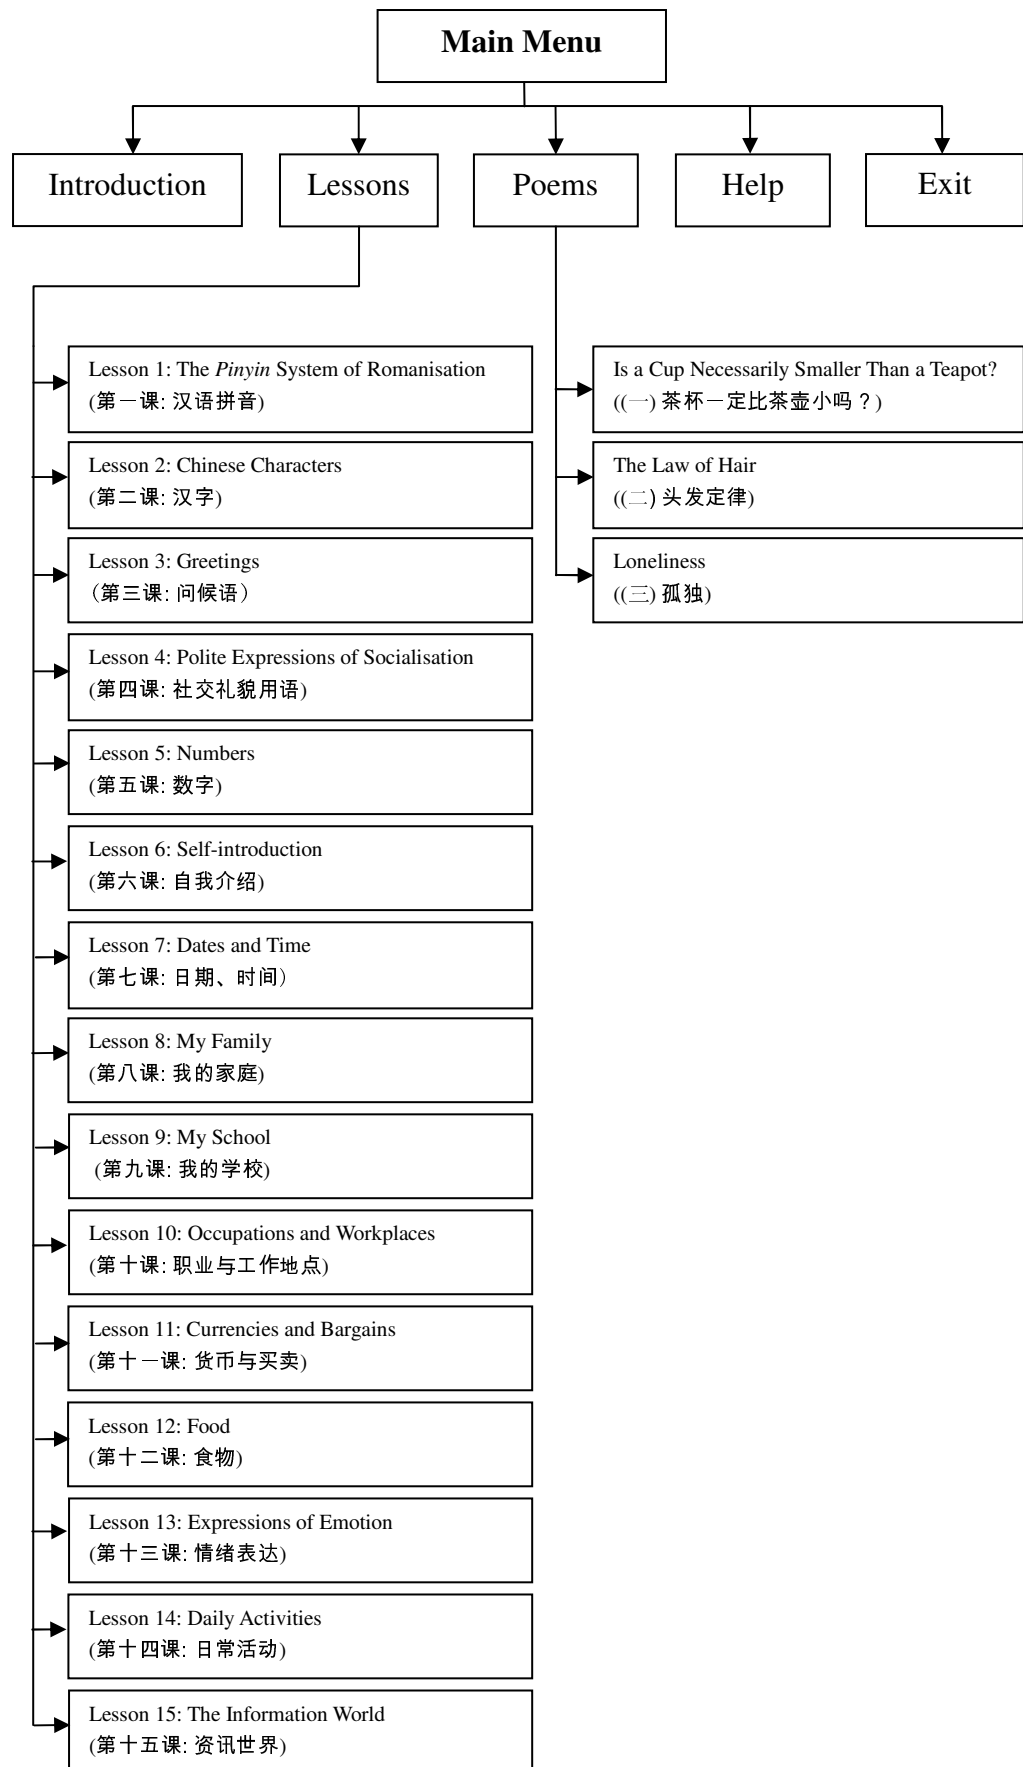 Main Menu
Introduction
Lessons
Poems
Help
Exit
Lesson 1: The Pinyin System of Romanisation
(第一课: 汉语拼音)
Lesson 2: Chinese Characters
(第二课: 汉字)
Lesson 3: Greetings
(第三课: 问候语)
Lesson 4: Polite Expressions of Socialisation
(第四课: 社交礼貌用语)
Lesson 5: Numbers
(第五课: 数字)
Lesson 6: Self-introduction
(第六课: 自我介绍)
Lesson 7: Dates and Time
(第七课: 日期、时间)
Lesson 8: My Family
(第八课: 我的家庭)
Lesson 9: My School
(第九课: 我的学校)
Lesson 10: Occupations and Workplaces
(第十课: 职业与工作地点)
Lesson 11: Currencies and Bargains
(第十一课: 货币与买卖)
Lesson 12: Food
(第十二课: 食物)
Lesson 13: Expressions of Emotion
(第十三课: 情绪表达)
Lesson 14: Daily Activities
(第十四课: 日常活动)
Lesson 15: The Information World
(第十五课: 资讯世界)
Is a Cup Necessarily Smaller Than a Teapot?
((一) 茶杯一定比茶壶小吗？)
The Law of Hair
((二) 头发定律)
Loneliness
((三) 孤独)